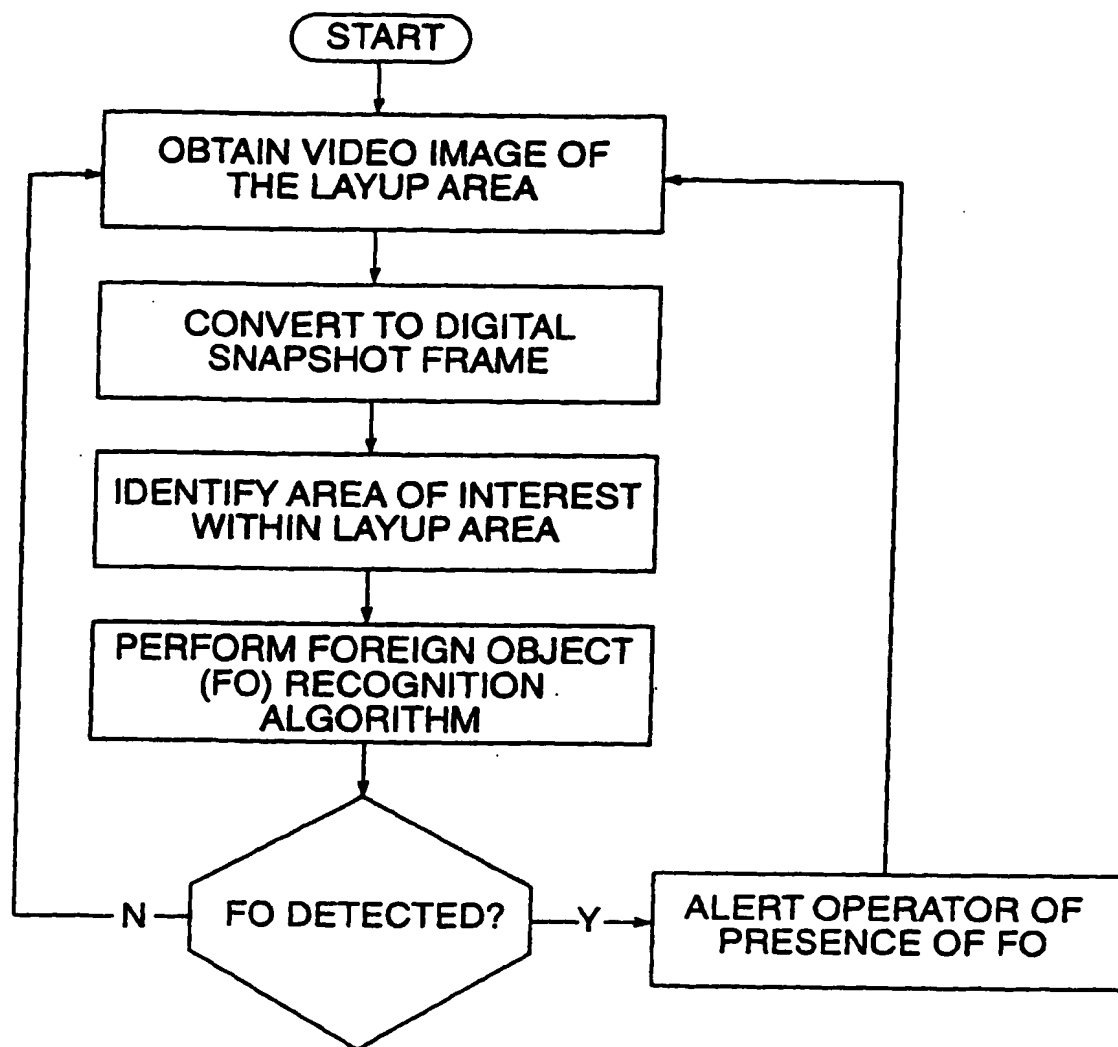 START
OBTAIN VIDEO IMAGE OF
THE LAYUP AREA
CONVERT TO DIGITAL
SNAPSHOT FRAME
IDENTIFY AREA OF INTEREST
WITHIN LAYUP AREA
PERFORM FOREIGN OBJECT
(FO) RECOGNITION
ALGORITHM
N
FO DETECTED?
Y
ALERT OPERATOR OF
PRESENCE OF FO